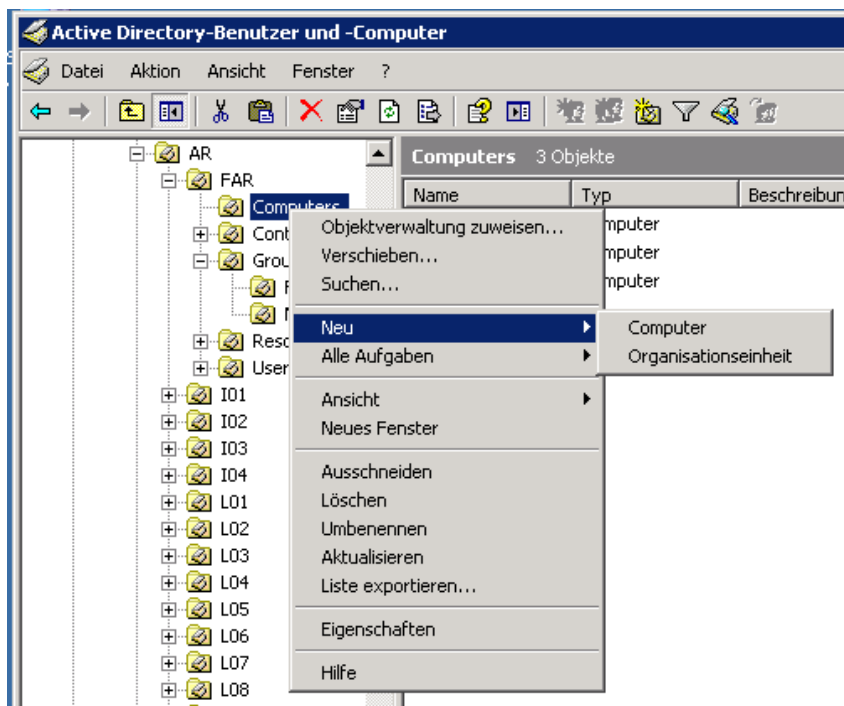 Active Directory-Benutzer und -Computer
Datei Aktion Ansicht Fenster ?
AR
FAR
Computers
Cont
Grou
Reso
User
I01
I02
I03
I04
L01
L02
L03
L04
L05
L06
L07
L08
Computers 3 Objekte
Name Typ Beschreibun
mputer
mputer
mputer
Objektverwaltung zuweisen...
Verschieben...
Suchen...
Neu
Alle Aufgaben
Ansicht
Neues Fenster
Ausschneiden
Löschen
Umbenennen
Aktualisieren
Liste exportieren...
Eigenschaften
Hilfe
Computer
Organisationseinheit